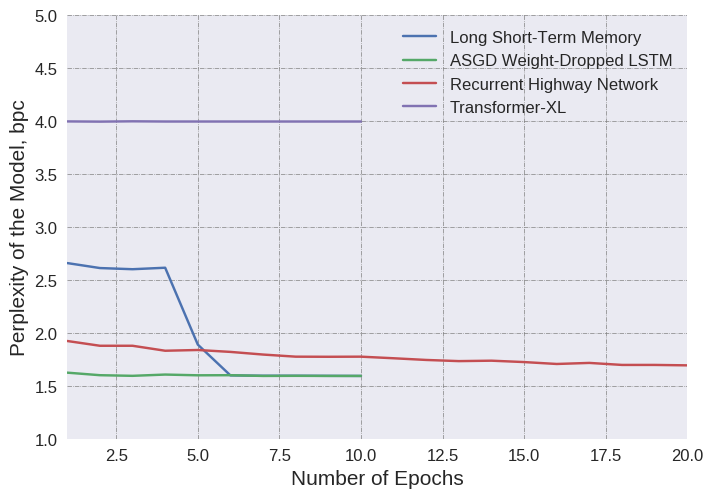 5.0
4.5
4.0
3.5
3.0
2.5
2.0
1.5
1.0
Perplexity of the Model, bpc
Long Short-Term Memory
ASGD Weight-Dropped LSTM
Recurrent Highway Network
Transformer-XL
2.5 5.0 7.5 10.0 12.5 15.0 17.5 20.0
Number of Epochs